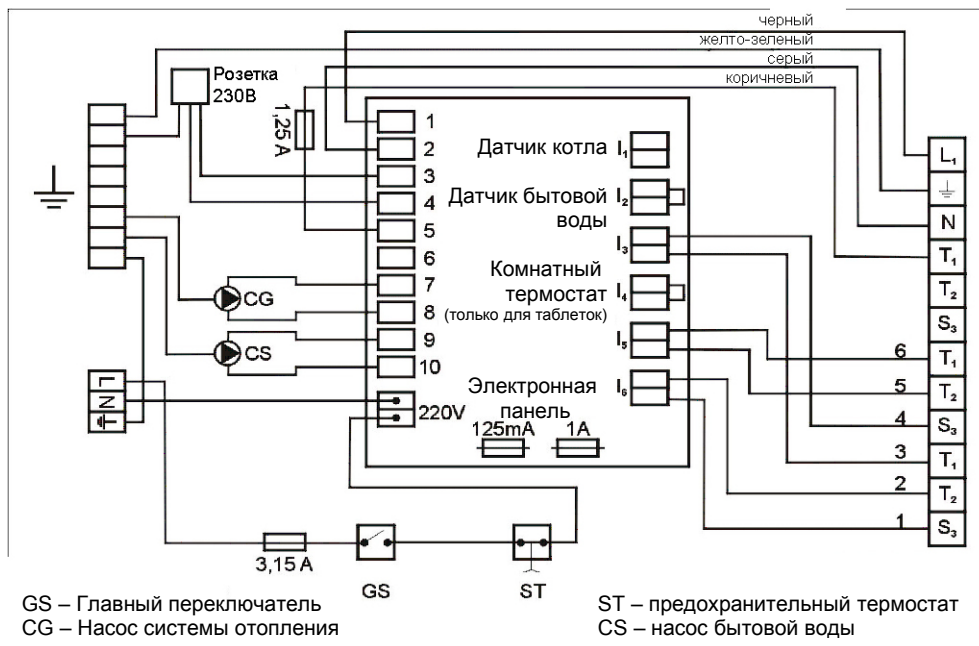 черный
желто-зеленый
серый
коричневый
Розетка
230В
1,25 А
1
2
3
4
5
6
7
8
9
10
220V
CG
CS
Датчик котла I₁
Датчик бытовой I₂
воды
I₃
Комнатный
термостат I₄
(только для таблеток)
I₅
Электронная I₆
панель
125mA
1A
L
N
3,15 A
GS
ST
L₁
N
T₁
T₂
S₃
6 T₁
5 T₂
4 S₃
3 T₁
2 T₂
1 S₃
GS – Главный переключатель
CG – Насос системы отопления
ST – предохранительный термостат
CS – насос бытовой воды